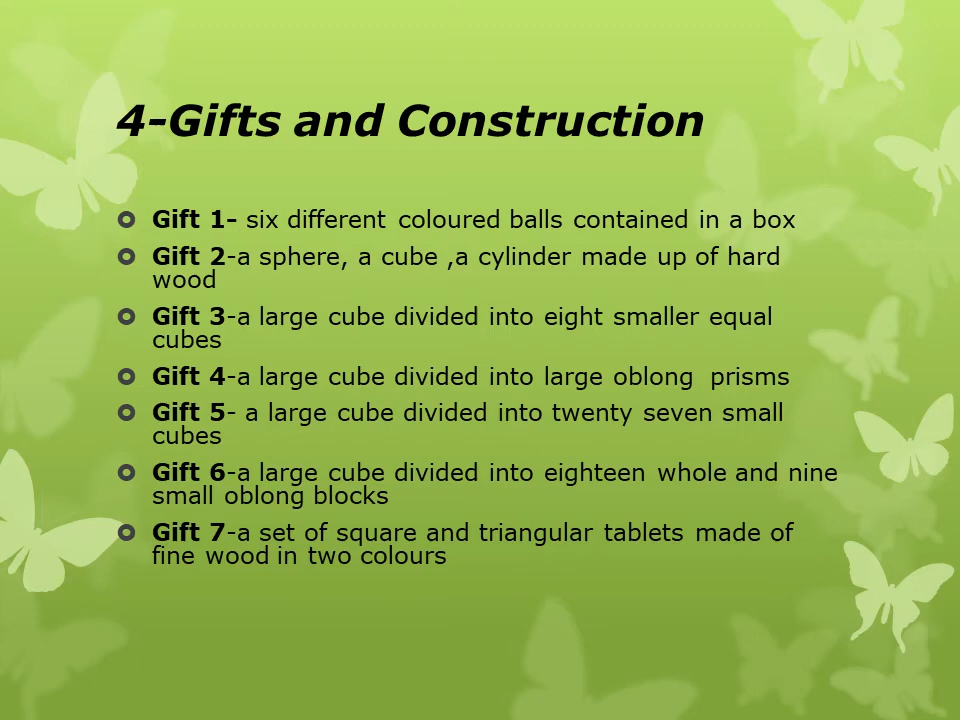 4-Gifts and Construction
Gift 1- six different coloured balls contained in a box
Gift 2-a sphere, a cube ,a cylinder made up of hard
wood
Gift 3-a large cube divided into eight smaller equal
cubes
Gift 4-a large cube divided into large oblong  prisms
Gift 5- a large cube divided into twenty seven small
cubes
Gift 6-a large cube divided into eighteen whole and nine
small oblong blocks
Gift 7-a set of square and triangular tablets made of
fine wood in two colours